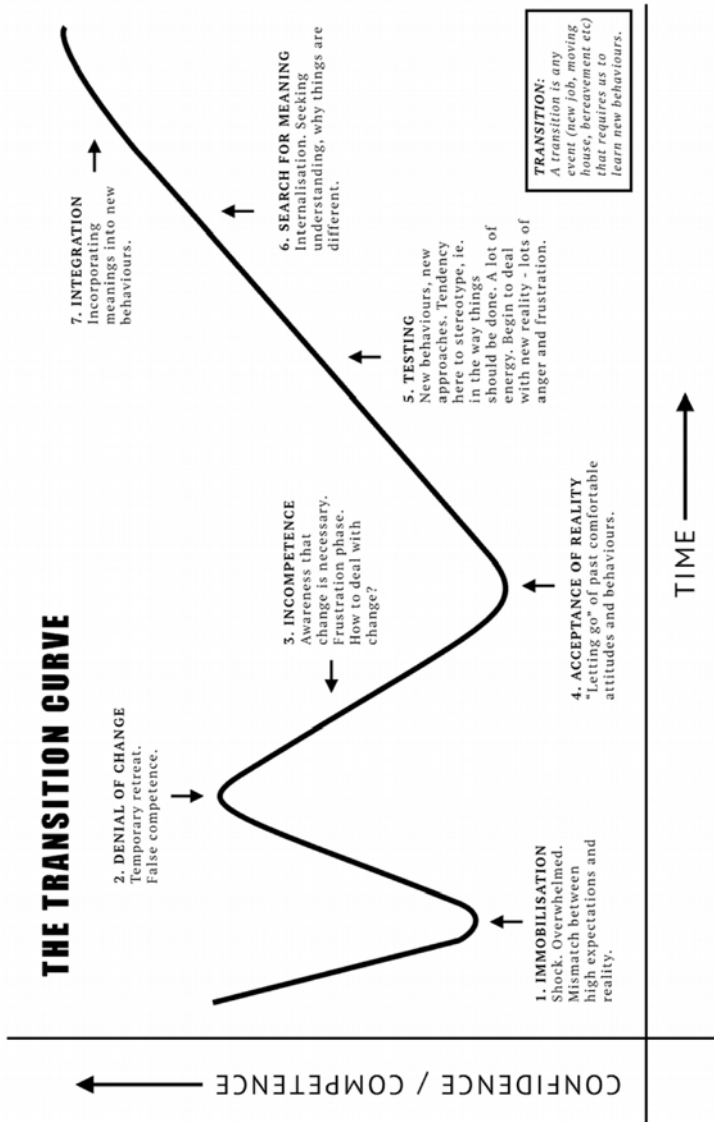 THE TRANSITION CURVE
CONFIDENCE / COMPETENCE
1. IMMOBILISATION
Shock. Overwhelmed.
Mismatch between
high expectations and
reality.
2. DENIAL OF CHANGE
Temporary retreat.
False competence.
3. INCOMPETENCE
Awareness that
change is necessary.
Frustration phase.
How to deal with
change?
4. ACCEPTANCE OF REALITY
"Letting go" of past comfortable
attitudes and behaviours.
5. TESTING
New behaviours, new
approaches. Tendency
here to stereotype, ie.
in the way things
should be done. A lot of
energy. Begin to deal
with new reality - lots of
anger and frustration.
6. SEARCH FOR MEANING
Internalisation. Seeking
understanding, why things are
different.
7. INTEGRATION
Incorporating
meanings into new
behaviours.
TRANSITION:
A transition is any
event (new job, moving
house, bereavement etc)
that requires us to
learn new behaviours.
TIME